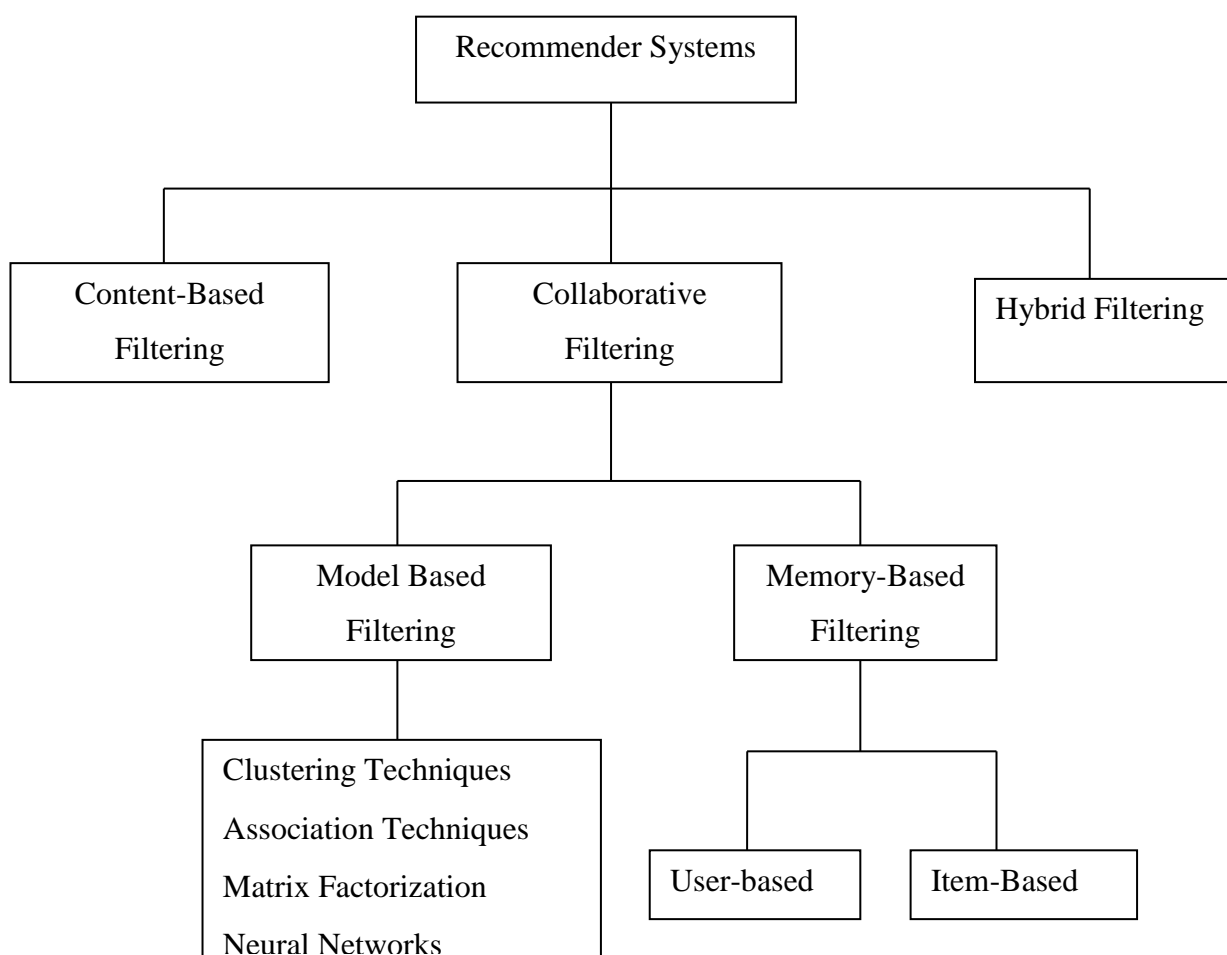 Recommender Systems
Content-Based
Filtering
Collaborative
Filtering
Hybrid Filtering
Model Based
Filtering
Memory-Based
Filtering
Clustering Techniques
Association Techniques
Matrix Factorization
Neural Networks
User-based
Item-Based